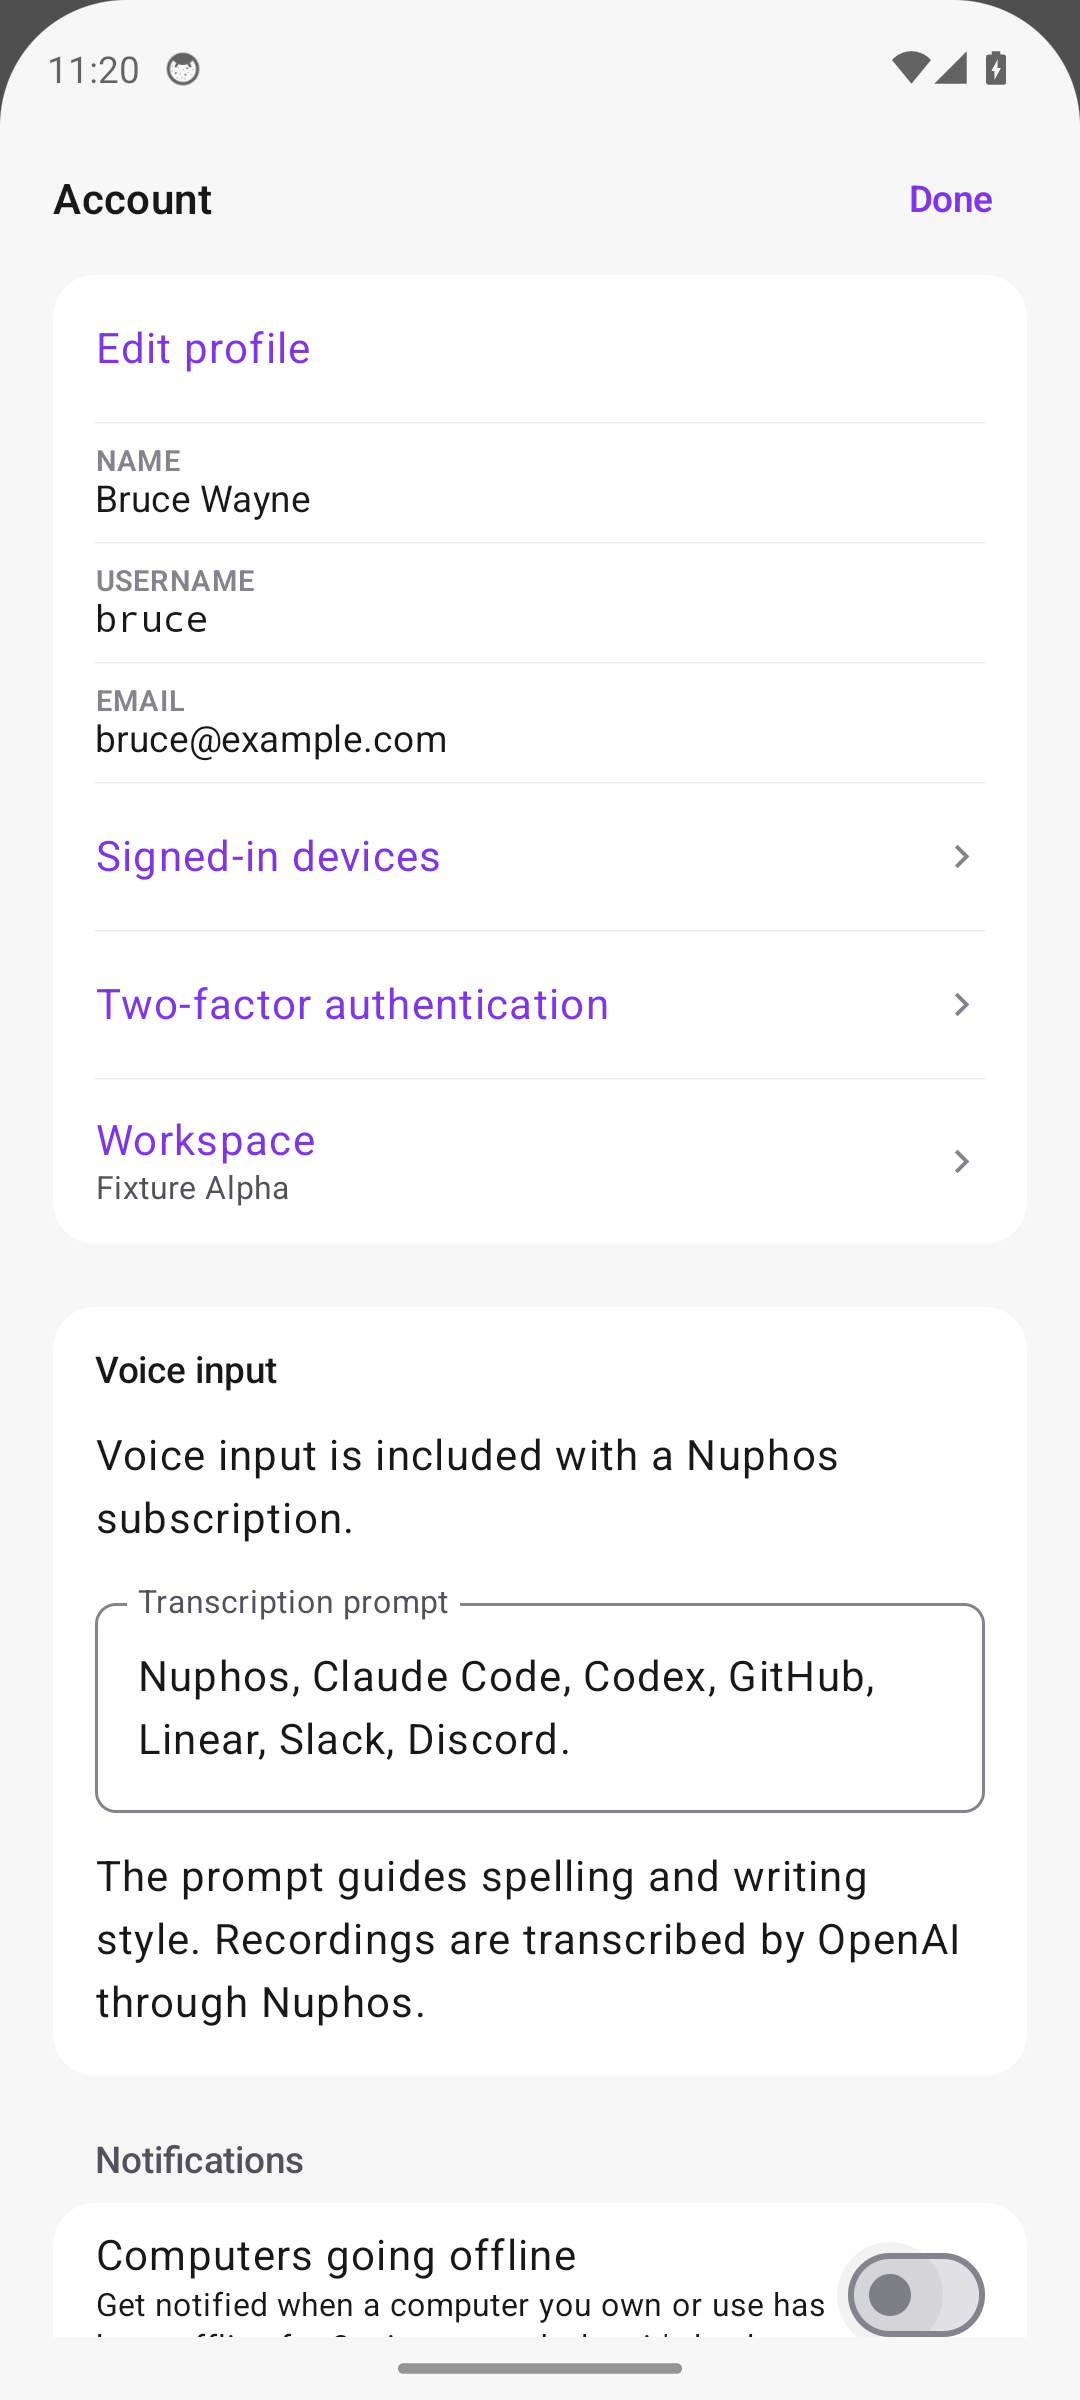 11:20
Account
Done
Edit profile
NAME
Bruce Wayne
USERNAME
bruce
EMAIL
bruce@example.com
Signed-in devices
Two-factor authentication
Workspace
Fixture Alpha
Voice input
Voice input is included with a Nuphos
subscription.
Transcription prompt
Nuphos, Claude Code, Codex, GitHub,
Linear, Slack, Discord.
The prompt guides spelling and writing
style. Recordings are transcribed by OpenAI
through Nuphos.
Notifications
Computers going offline
Get notified when a computer you own or use has